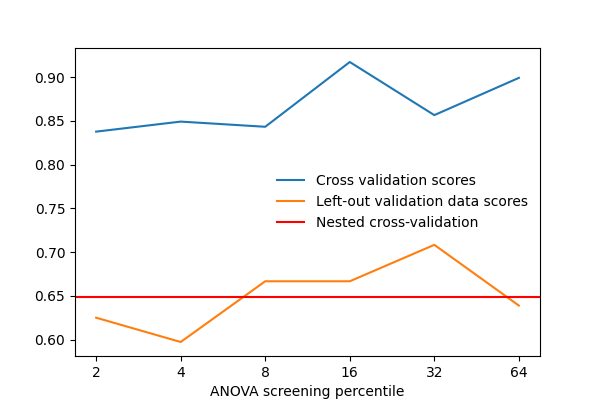 0.90
0.85
0.80
0.75
0.70
0.65
0.60
Cross validation scores
Left-out validation data scores
Nested cross-validation
2 4 8 16 32 64
ANOVA screening percentile